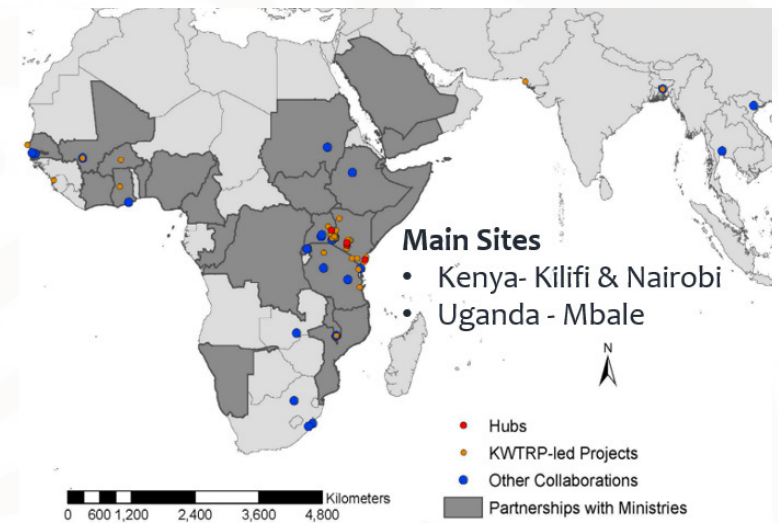 Main Sites
• Kenya- Kilifi & Nairobi
• Uganda - Mbale
N
Hubs
KWTRP-led Projects
Other Collaborations
Partnerships with Ministries
Kilometers
0 600 1,200 2,400 3,600 4,800